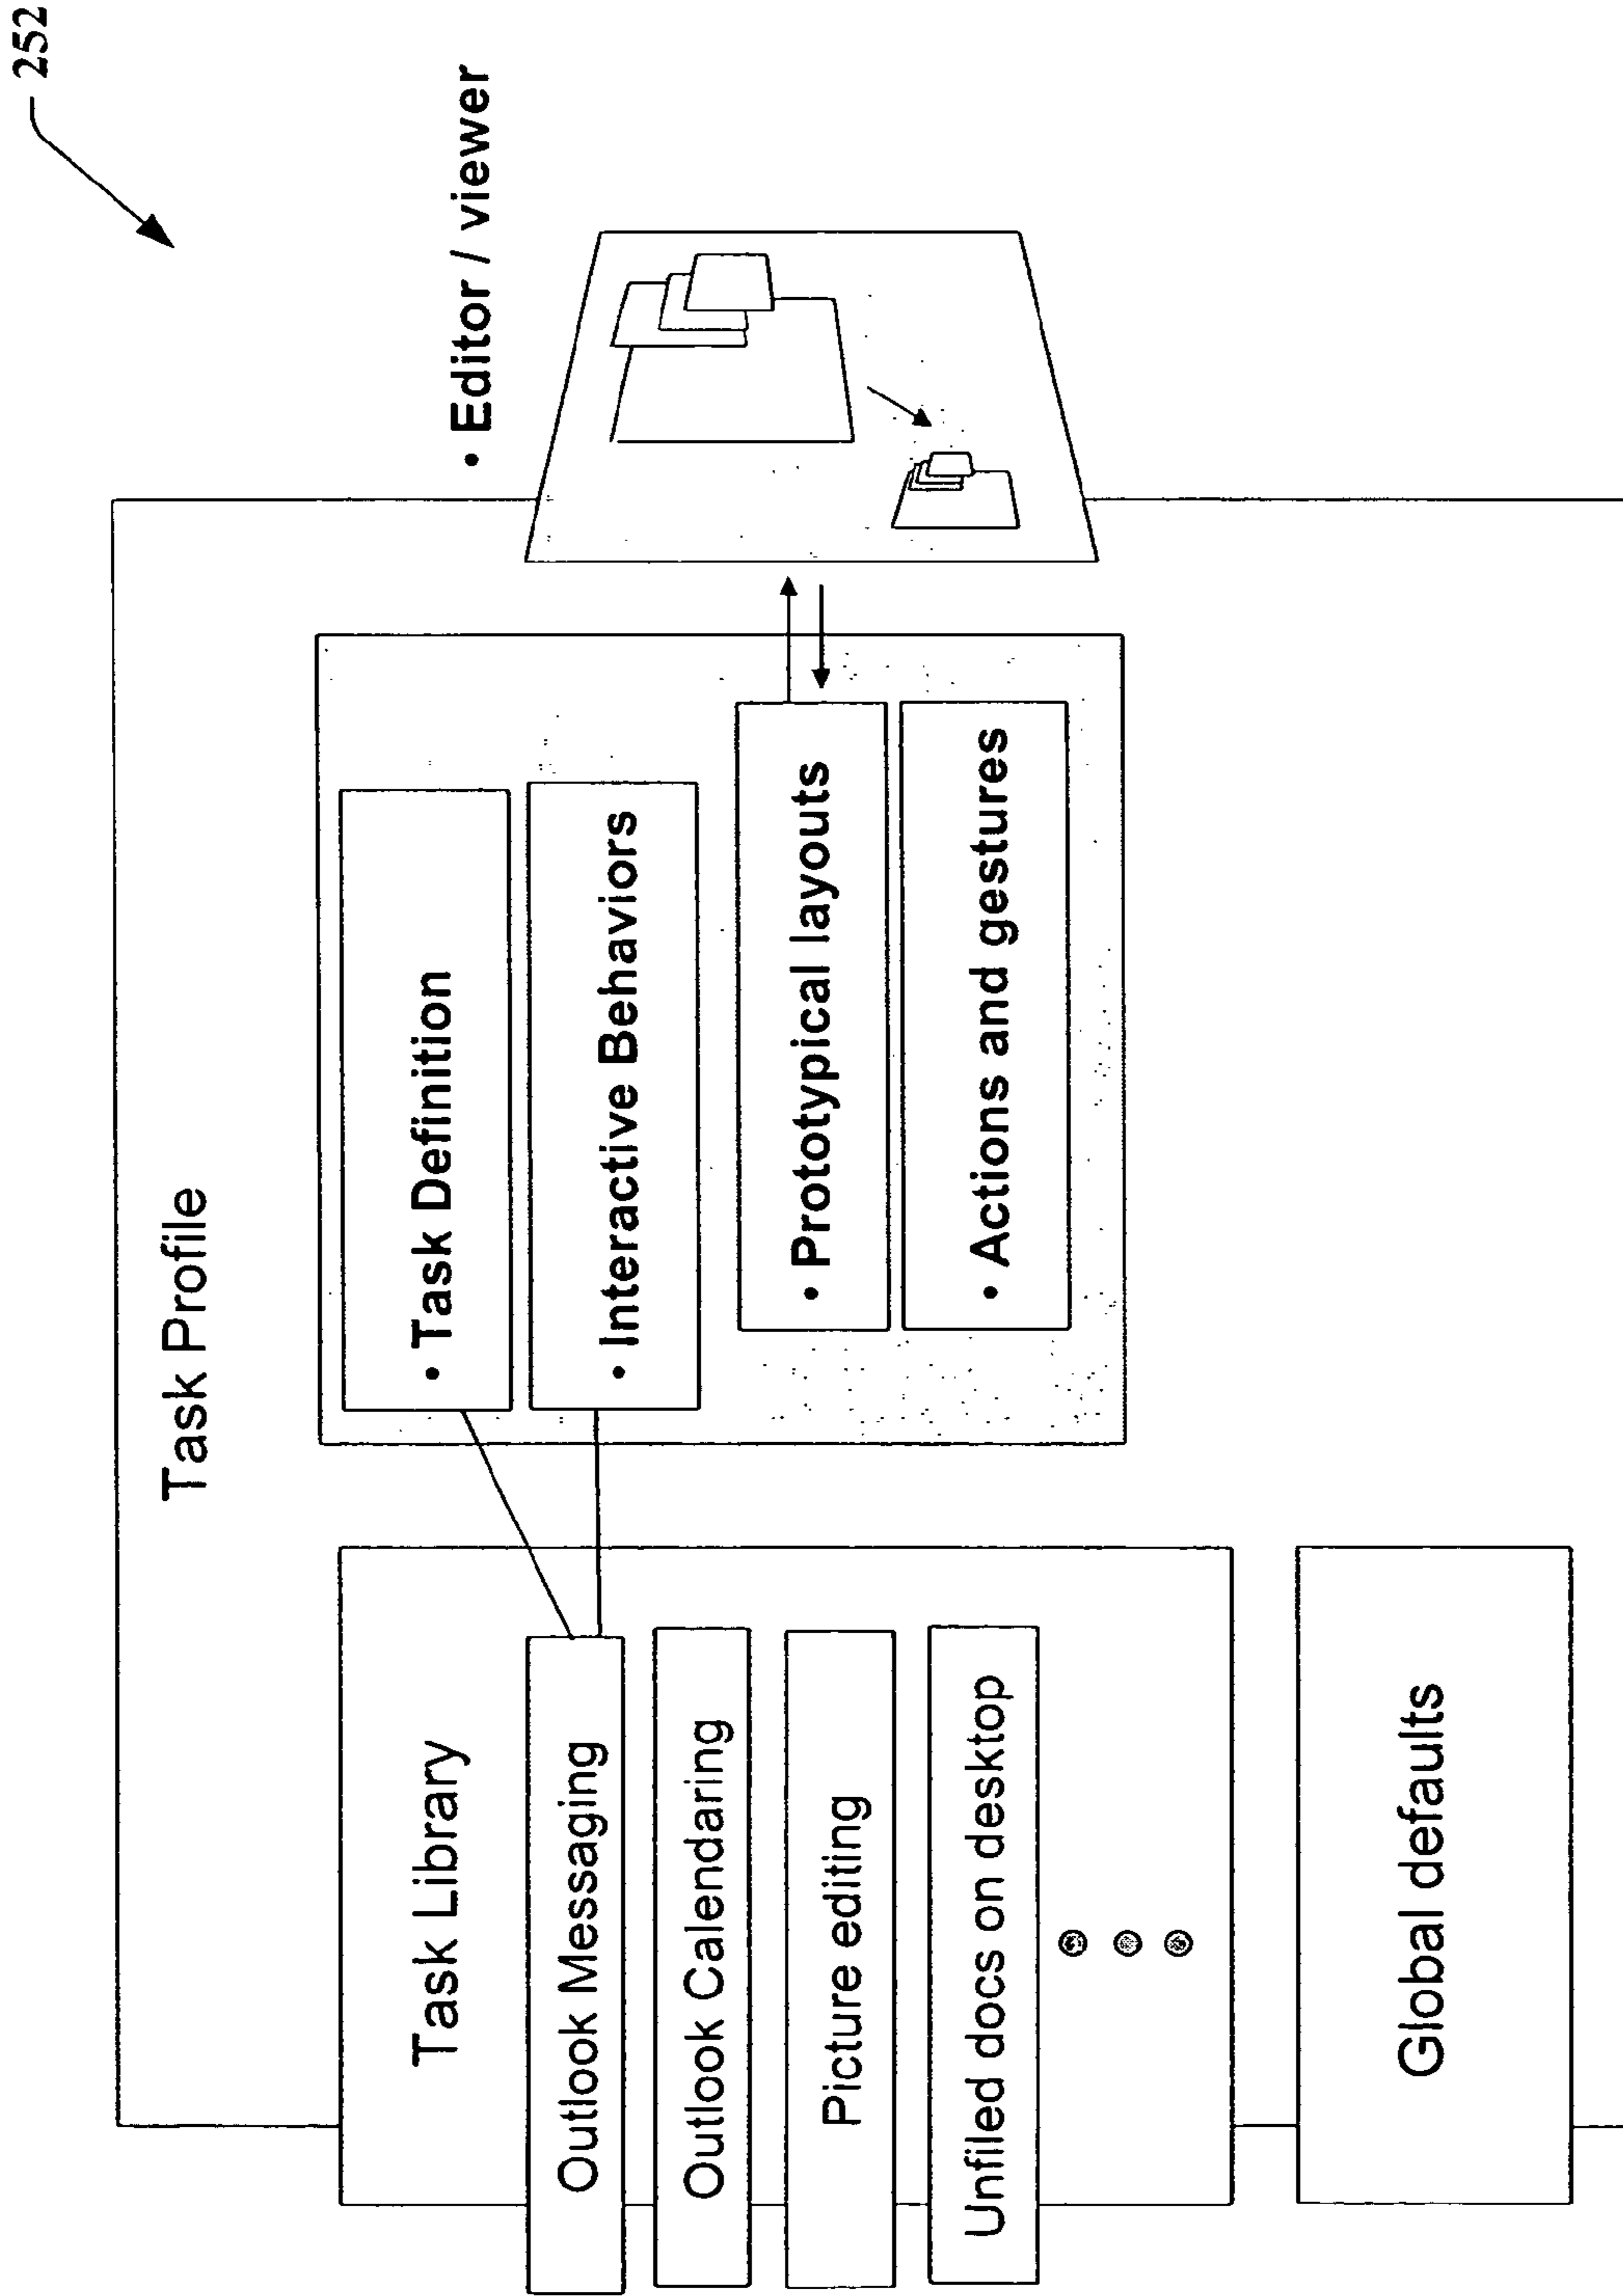 252
Task Profile
Task Library
Outlook Messaging
Outlook Calendaring
Picture editing
Unfiled docs on desktop
Global defaults
• Task Definition
• Interactive Behaviors
• Prototypical layouts
• Actions and gestures
• Editor / viewer